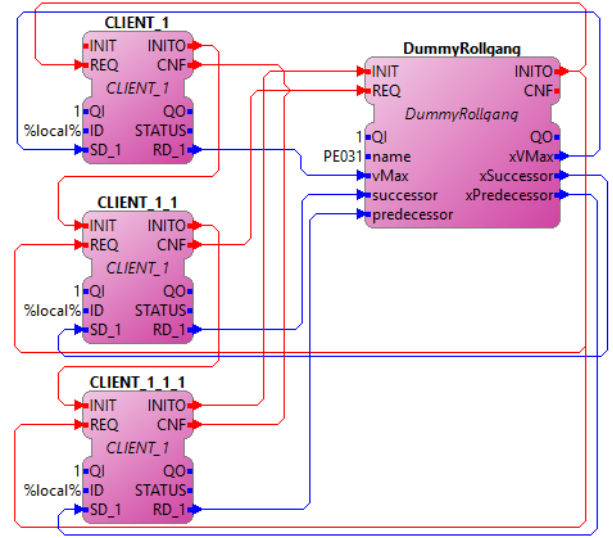 CLIENT_1
INIT INITO
REQ CNF
CLIENT_1
1 QI QO
%local% ID STATUS
SD_1 RD_1
DummyRollgang
INIT INITO
REQ CNF
DummyRollgang
1 QI QO
PE031 name xVMax
vMax xSuccessor
successor xPredecessor
predecessor
CLIENT_1_1
INIT INITO
REQ CNF
CLIENT_1
1 QI QO
%local% ID STATUS
SD_1 RD_1
CLIENT_1_1_1
INIT INITO
REQ CNF
CLIENT_1
1 QI QO
%local% ID STATUS
SD_1 RD_1